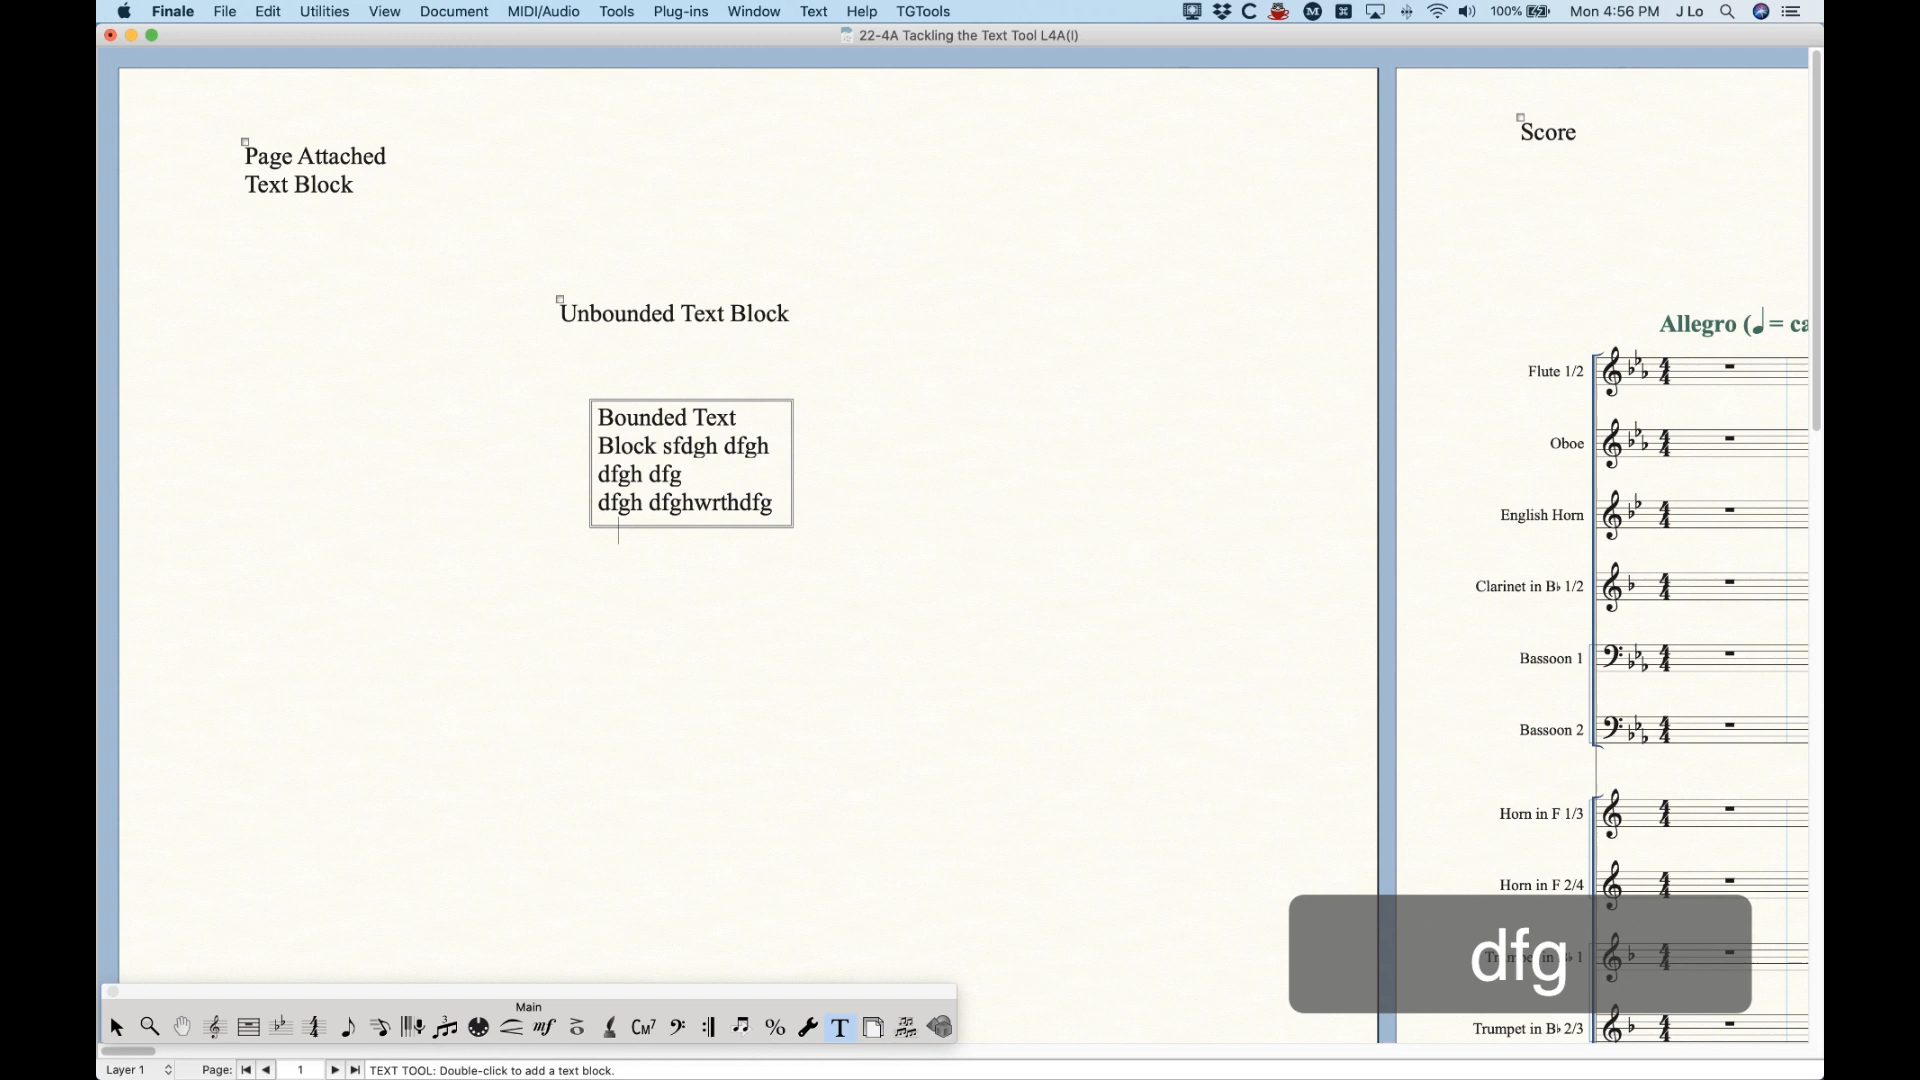 Finale File Edit Utilities View Document MIDI/Audio Tools Plug-ins Window Text Help TGTools 100% Mon 4:56 PM J Lo
22-4A Tackling the Text Tool L4A(I)
Page Attached
Text Block
Unbounded Text Block
Bounded Text
Block sfdgh dfgh
dfgh dfg
dfgh dfghwrthdfg
Score
Allegro (♩ = ca
Flute 1/2
Oboe
English Horn
Clarinet in B♭ 1/2
Bassoon 1
Bassoon 2
Horn in F 1/3
Horn in F 2/4
dfg
Trumpet in B♭ 2/3
Main
mf CM7 %  T
Layer 1 Page: 1 TEXT TOOL: Double-click to add a text block.